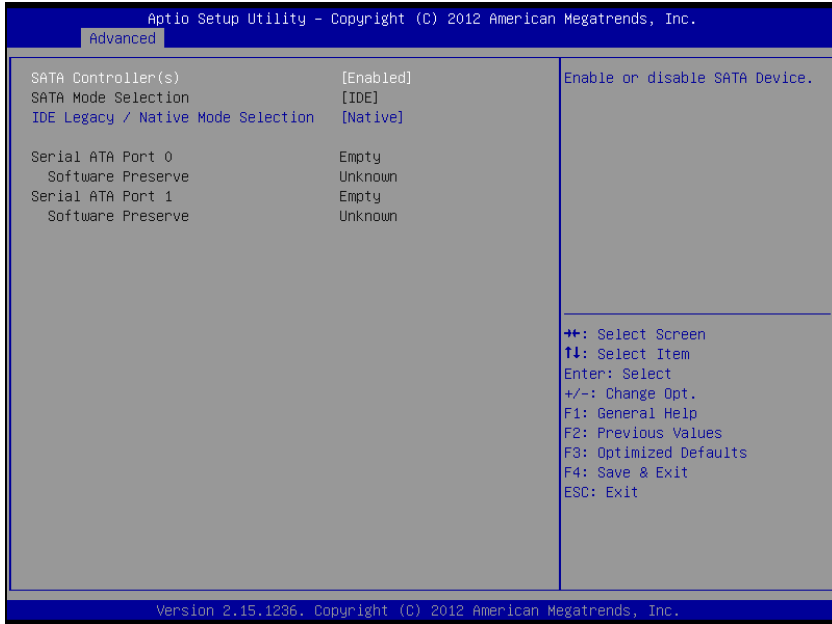 Aptio Setup Utility – Copyright (C) 2012 American Megatrends, Inc.
Advanced
SATA Controller(s) [Enabled]
SATA Mode Selection [IDE]
IDE Legacy / Native Mode Selection [Native]
Serial ATA Port 0 Empty
Software Preserve Unknown
Serial ATA Port 1 Empty
Software Preserve Unknown
Enable or disable SATA Device.
→←: Select Screen
↑↓: Select Item
Enter: Select
+/-: Change Opt.
F1: General Help
F2: Previous Values
F3: Optimized Defaults
F4: Save & Exit
ESC: Exit
Version 2.15.1236. Copyright (C) 2012 American Megatrends, Inc.